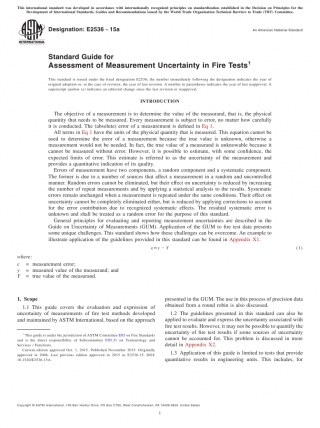 This international standard was developed in accordance with internationally recognized principles on standardization established in the Decision on Principles for the
Development of International Standards, Guides and Recommendations issued by the World Trade Organization Technical Barriers to Trade (TBT) Committee.
Designation: E2536 − 15a
An American National Standard
INTERNATIONAL
Standard Guide for
Assessment of Measurement Uncertainty in Fire Tests1
This standard is issued under the fixed designation E2536; the number immediately following the designation indicates the year of
original adoption or, in the case of revision, the year of last revision. A number in parentheses indicates the year of last reapproval. A
superscript epsilon (ε) indicates an editorial change since the last revision or reapproval.
INTRODUCTION
The objective of a measurement is to determine the value of the measurand, that is, the physical
quantity that needs to be measured. Every measurement is subject to error, no matter how carefully
it is conducted. The (absolute) error of a measurement is defined in Eq 1.
All terms in Eq 1 have the units of the physical quantity that is measured. This equation cannot be
used to determine the error of a measurement because the true value is unknown, otherwise a
measurement would not be needed. In fact, the true value of a measurand is unknowable because it
cannot be measured without error. However, it is possible to estimate, with some confidence, the
expected limits of error. This estimate is referred to as the uncertainty of the measurement and
provides a quantitative indication of its quality.
Errors of measurement have two components, a random component and a systematic component.
The former is due to a number of sources that affect a measurement in a random and uncontrolled
manner. Random errors cannot be eliminated, but their effect on uncertainty is reduced by increasing
the number of repeat measurements and by applying a statistical analysis to the results. Systematic
errors remain unchanged when a measurement is repeated under the same conditions. Their effect on
uncertainty cannot be completely eliminated either, but is reduced by applying corrections to account
for the error contribution due to recognized systematic effects. The residual systematic error is
unknown and shall be treated as a random error for the purpose of this standard.
General principles for evaluating and reporting measurement uncertainties are described in the
Guide on Uncertainty of Measurements (GUM). Application of the GUM to fire test data presents
some unique challenges. This standard shows how these challenges can be overcome. An example to
illustrate application of the guidelines provided in this standard can be found in Appendix X1.
ε ≡ y − Y (1)
where:
ε = measurement error;
y = measured value of the measurand; and
Y = true value of the measurand.
1. Scope
1.1 This guide covers the evaluation and expression of
uncertainty of measurements of fire test methods developed
and maintained by ASTM International, based on the approach
presented in the GUM. The use in this process of precision data
obtained from a round robin is also discussed.
1.2 The guidelines presented in this standard can also be
applied to evaluate and express the uncertainty associated with
fire test results. However, it may not be possible to quantify the
uncertainty of fire test results if some sources of uncertainty
cannot be accounted for. This problem is discussed in more
detail in Appendix X2.
1.3 Application of this guide is limited to tests that provide
quantitative results in engineering units. This includes, for
1 This guide is under the jurisdiction of ASTM Committee E05 on Fire Standards
and is the direct responsibility of Subcommittee E05.31 on Terminology and
Services / Functions.
Current edition approved Oct. 1, 2015. Published November 2015. Originally
approved in 2006. Last previous edition approved in 2015 as E2536-15.
Copyright © ASTM International, 100 Barr Harbor Drive, PO Box C700, West Conshohocken, PA 19428-2959. United States
1